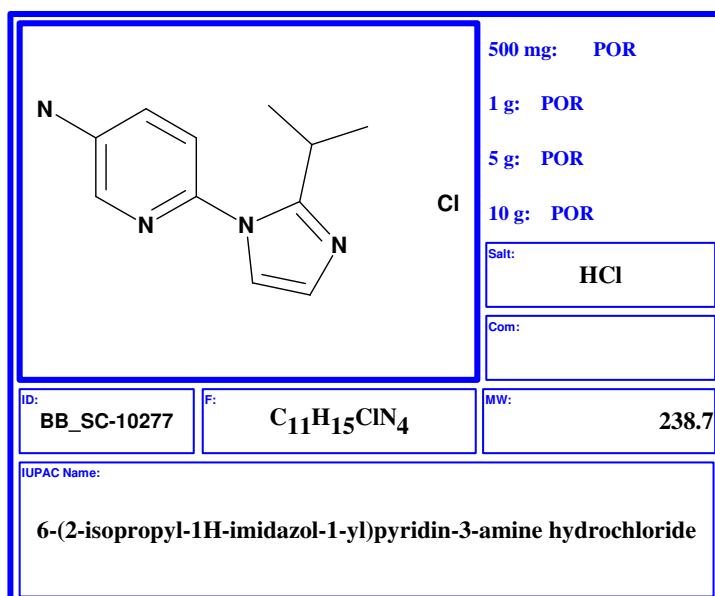 500 mg: POR
1 g: POR
5 g: POR
10 g: POR
N
N
N
N
Cl
Salt:
HCl
Com:
ID:
BB_SC-10277
F:
C11H15ClN4
MW:
238.7
IUPAC Name:
6-(2-isopropyl-1H-imidazol-1-yl)pyridin-3-amine hydrochloride